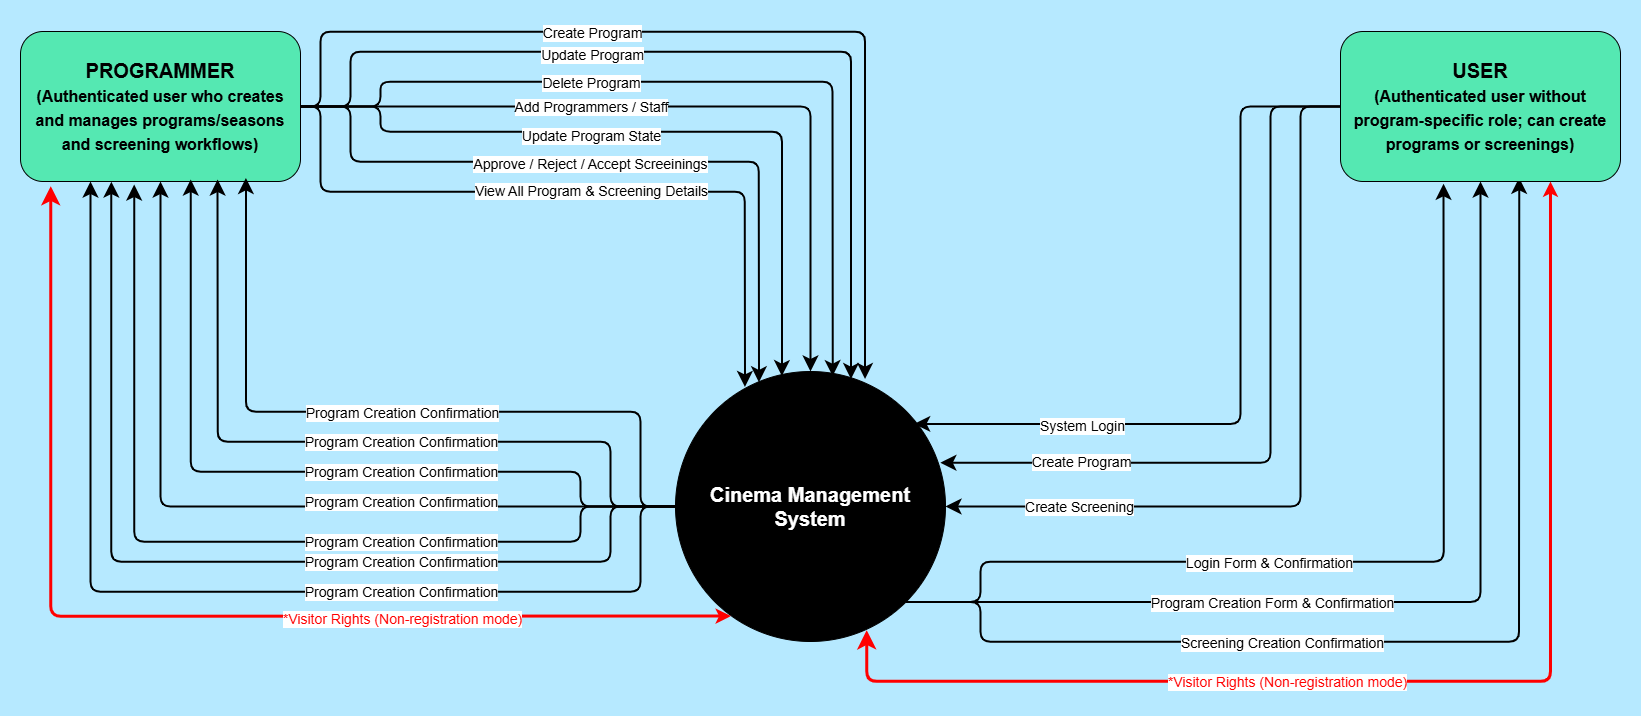 PROGRAMMER
(Authenticated user who creates
and manages programs/seasons
and screening workflows)
Create Program
Update Program
Delete Program
Add Programmers / Staff
Update Program State
Approve / Reject / Accept Screeinings
View All Program & Screening Details
USER
(Authenticated user without
program-specific role; can create
programs or screenings)
Program Creation Confirmation
Program Creation Confirmation
Program Creation Confirmation
Program Creation Confirmation
Program Creation Confirmation
Program Creation Confirmation
Program Creation Confirmation
*Visitor Rights (Non-registration mode)
Cinema Management
System
System Login
Create Program
Create Screening
Login Form & Confirmation
Program Creation Form & Confirmation
Screening Creation Confirmation
*Visitor Rights (Non-registration mode)